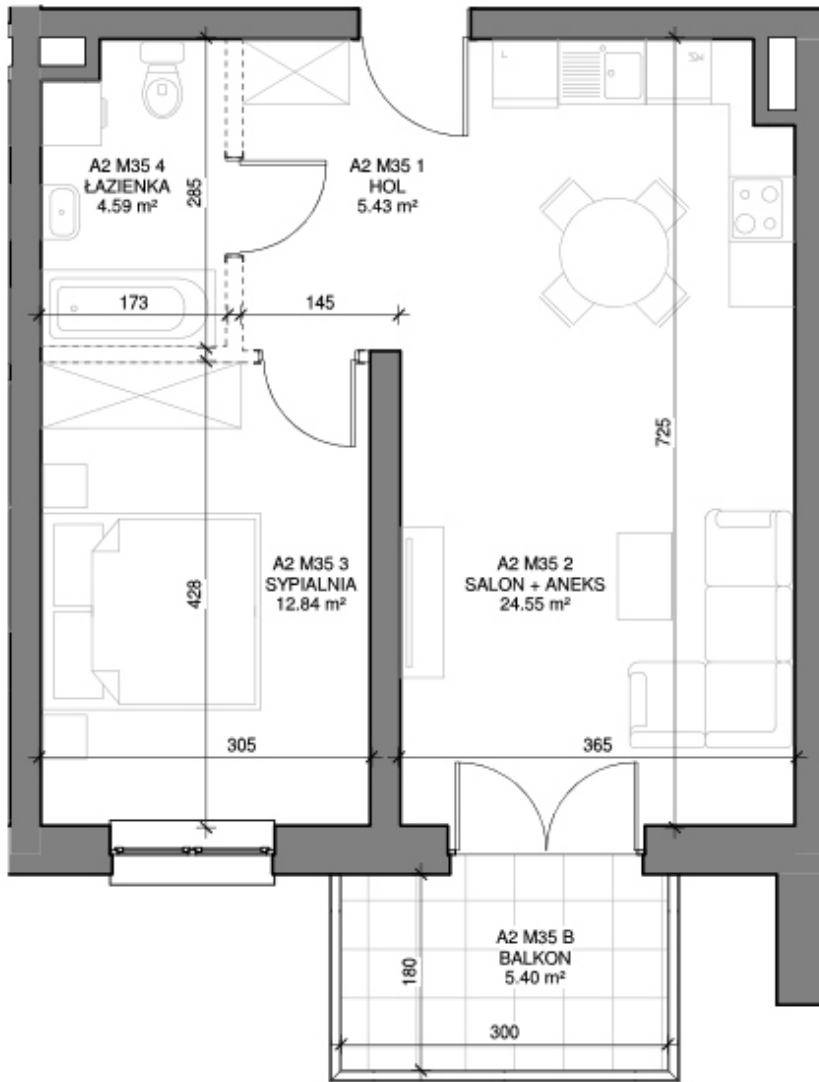 L
ZM
A2 M35 4
ŁAZIENKA
4.59 m²
285
A2 M35 1
HOL
5.43 m²
173
145
725
A2 M35 3
SYPIALNIA
12.84 m²
428
A2 M35 2
SALON + ANEKS
24.55 m²
305
365
A2 M35 B
BALKON
5.40 m²
180
300